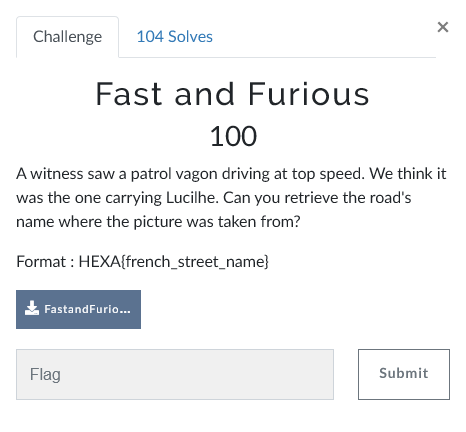 Challenge
104 Solves
×
Fast and Furious
100
A witness saw a patrol vagon driving at top speed. We think it
was the one carrying Lucilhe. Can you retrieve the road's
name where the picture was taken from?
Format : HEXA{french_street_name}
FastandFurio...
Flag
Submit